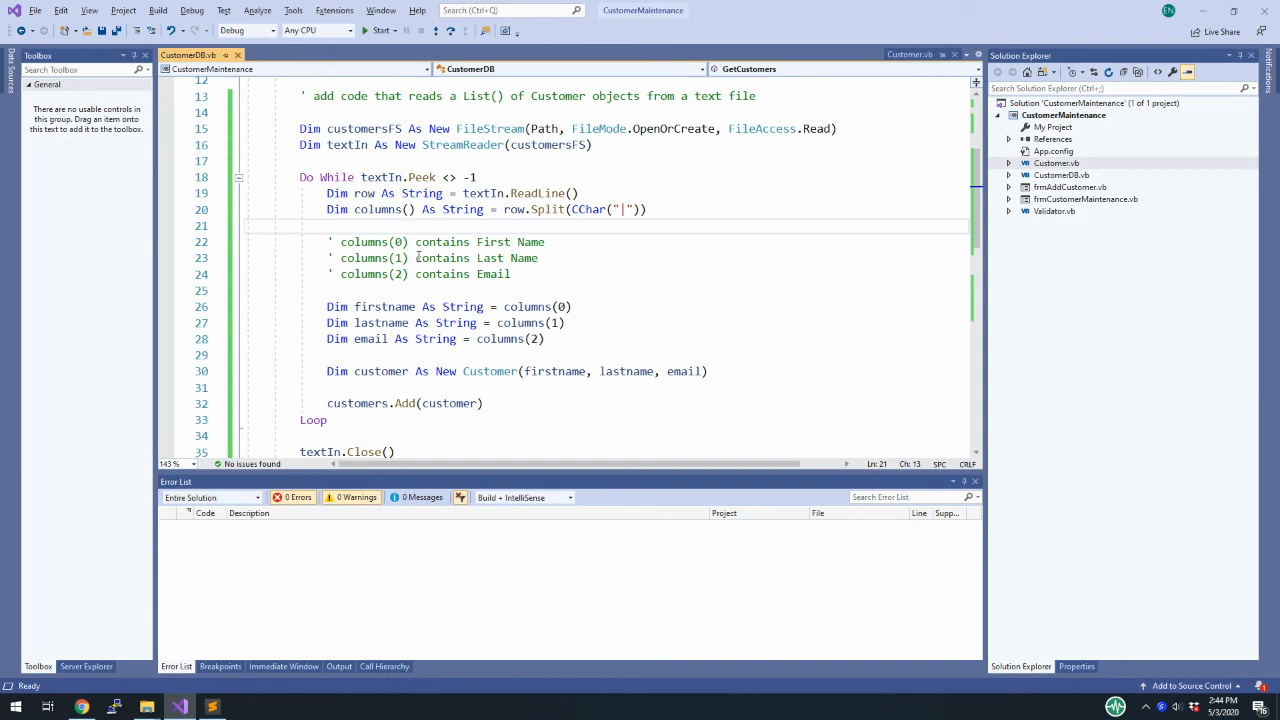 File Edit View Project Build Debug Test Analyze Tools Extensions Window Help Search (Ctrl+Q) CustomerMaintenance EN
Debug Any CPU Start Live Share
Data Sources
Toolbox
Search Toolbox
General
There are no usable controls in
this group. Drag an item onto
this text to add it to the toolbox.
CustomerDB.vb Customer.vb
CustomerMaintenance CustomerDB GetCustomers
12
13 ' add code that reads a List() of Customer objects from a text file
14
15 Dim customersFS As New FileStream(Path, FileMode.OpenOrCreate, FileAccess.Read)
16 Dim textIn As New StreamReader(customersFS)
17
18 Do While textIn.Peek <> -1
19 Dim row As String = textIn.ReadLine()
20 Dim columns() As String = row.Split(CChar("|"))
21
22 ' columns(0) contains First Name
23 ' columns(1) contains Last Name
24 ' columns(2) contains Email
25
26 Dim firstname As String = columns(0)
27 Dim lastname As String = columns(1)
28 Dim email As String = columns(2)
29
30 Dim customer As New Customer(firstname, lastname, email)
31
32 customers.Add(customer)
33 Loop
34
35 textIn.Close()
143 % No issues found Ln: 21 Ch: 13 SPC CRLF
Error List
Entire Solution 0 Errors 0 Warnings 0 Messages Build + IntelliSense Search Error List
Code Description Project File Line Supp...
Toolbox Server Explorer
Error List Breakpoints Immediate Window Output Call Hierarchy
Solution Explorer
Search Solution Explorer (Ctrl+;)
Solution 'CustomerMaintenance' (1 of 1 project)
CustomerMaintenance
My Project
References
App.config
Customer.vb
CustomerDB.vb
frmAddCustomer.vb
frmCustomerMaintenance.vb
Validator.vb
Solution Explorer Properties
Notifications
Ready Add to Source Control 1
2:44 PM
5/3/2020
16